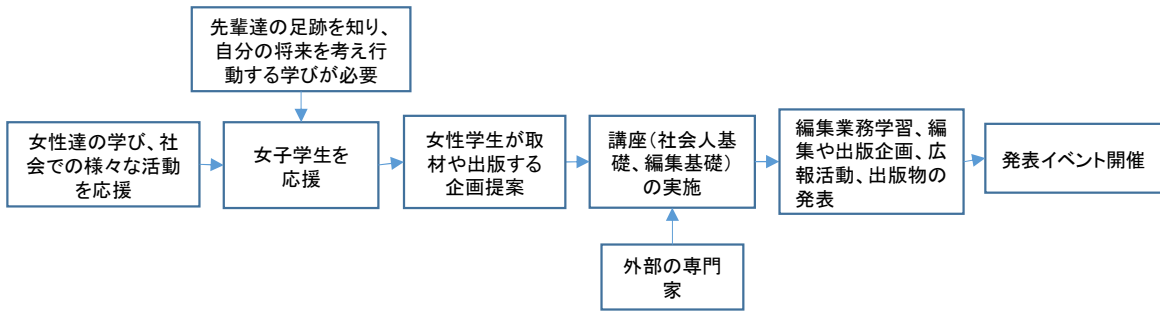 先輩達の足跡を知り、
自分の将来を考え行
動する学びが必要
女性達の学び、社
会での様々な活動
を応援
女子学生を
応援
女性学生が取
材や出版する
企画提案
講座(社会人基
礎、編集基礎)
の実施
編集業務学習、編
集や出版企画、広
報活動、出版物の
発表
発表イベント開催
外部の専門
家